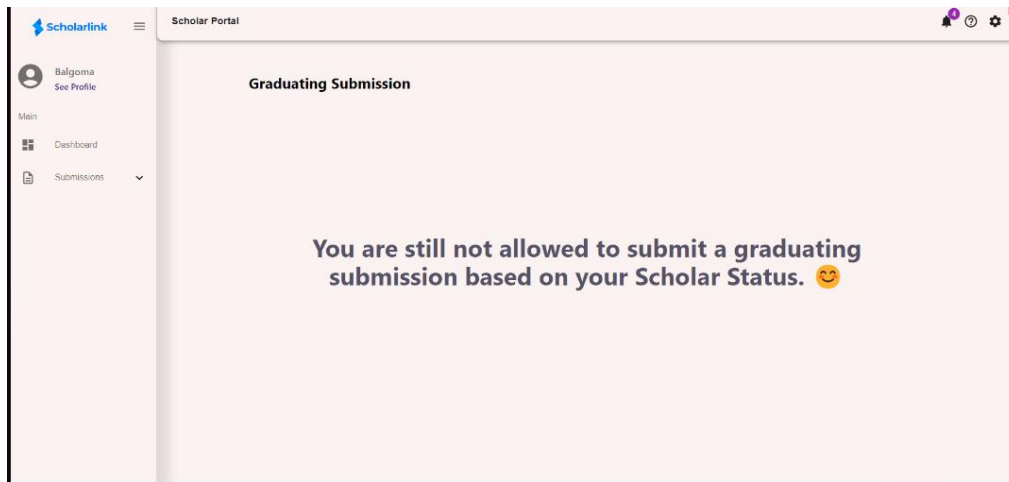 Scholarlink
Scholar Portal
4
Balgoma
See Profile
Main
Dashboard
Submissions
Graduating Submission
You are still not allowed to submit a graduating
submission based on your Scholar Status. 😊